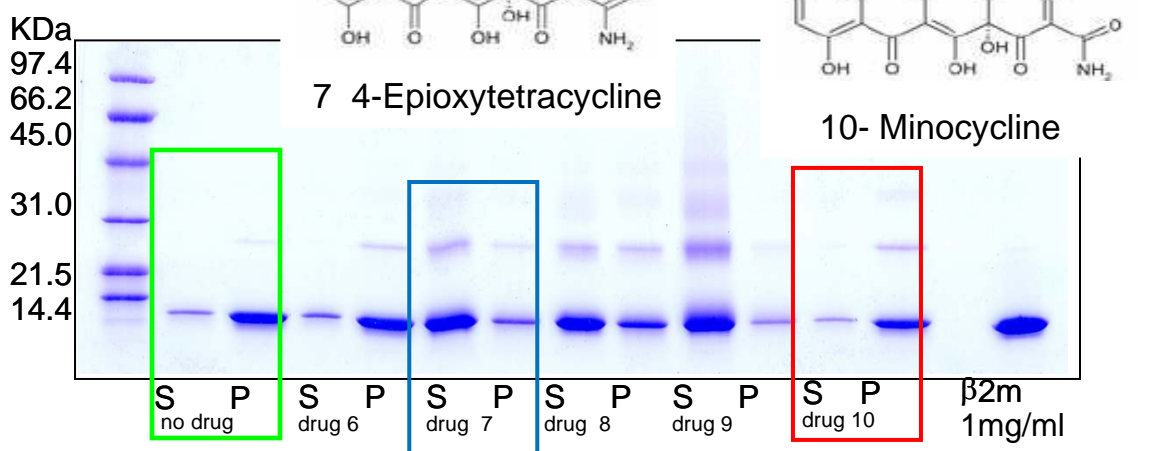 KDa
97.4
66.2
45.0
31.0
21.5
14.4
OH O OH OH O NH2
7 4-Epioxytetracycline
OH O OH OH O O NH2
10- Minocycline
S P S P S P S P S P S P
no drug drug 6 drug 7 drug 8 drug 9 drug 10
β2m
1mg/ml